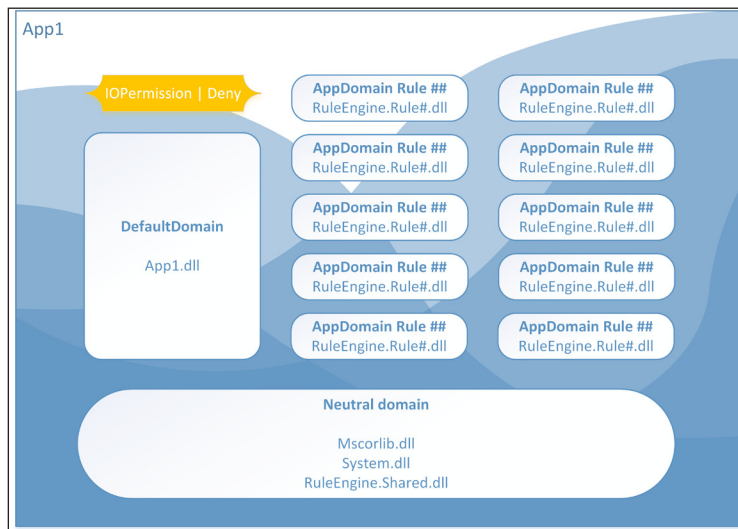 App1
IOPermission | Deny
DefaultDomain
App1.dll
AppDomain Rule ##
RuleEngine.Rule#.dll
AppDomain Rule ##
RuleEngine.Rule#.dll
AppDomain Rule ##
RuleEngine.Rule#.dll
AppDomain Rule ##
RuleEngine.Rule#.dll
AppDomain Rule ##
RuleEngine.Rule#.dll
AppDomain Rule ##
RuleEngine.Rule#.dll
AppDomain Rule ##
RuleEngine.Rule#.dll
AppDomain Rule ##
RuleEngine.Rule#.dll
AppDomain Rule ##
RuleEngine.Rule#.dll
AppDomain Rule ##
RuleEngine.Rule#.dll
Neutral domain
Mscorlib.dll
System.dll
RuleEngine.Shared.dll